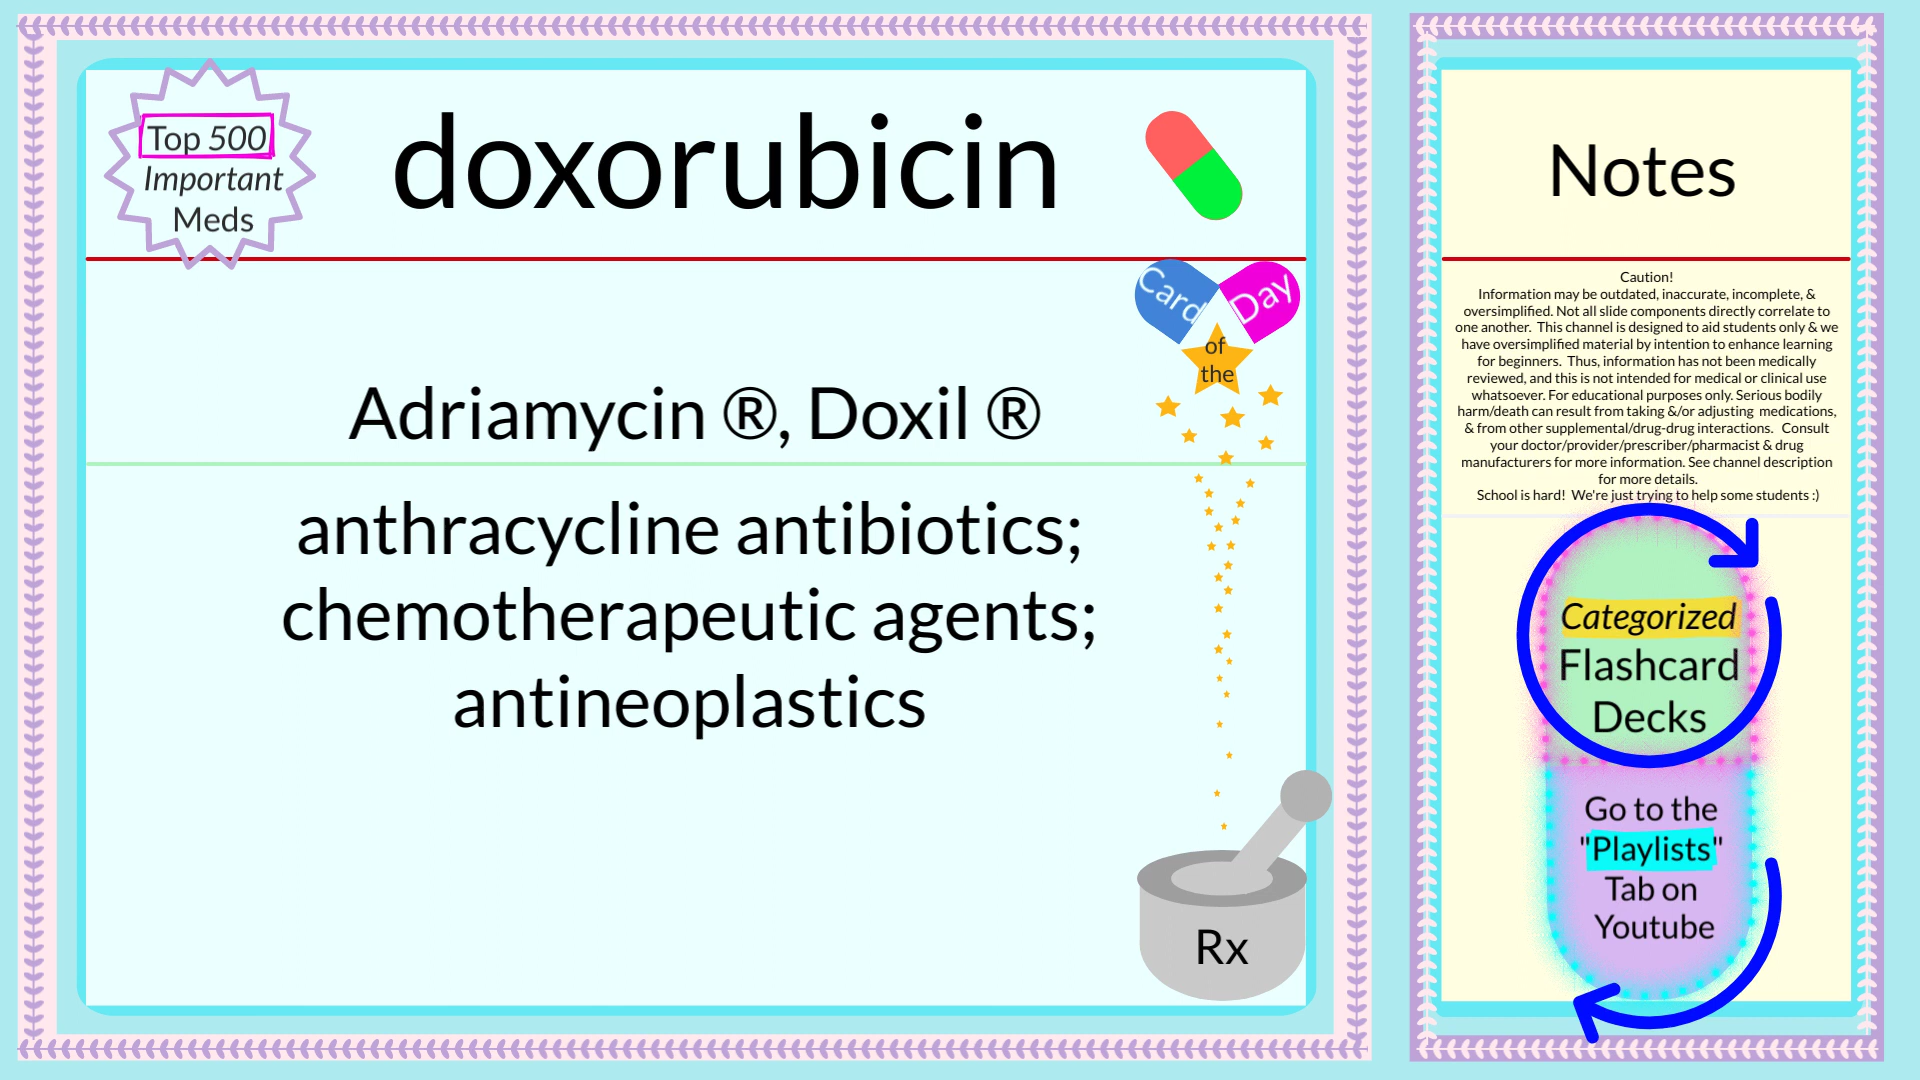 Top 500
Important
Meds
doxorubicin
Card
of
the
Day
Adriamycin ®, Doxil ®
anthracycline antibiotics;
chemotherapeutic agents;
antineoplastics
Rx
Notes
Caution!
Information may be outdated, inaccurate, incomplete, &
oversimplified. Not all slide components directly correlate to
one another. This channel is designed to aid students only & we
have oversimplified material by intention to enhance learning
for beginners. Thus, information has not been medically
reviewed, and this is not intended for medical or clinical use
whatsoever. For educational purposes only. Serious bodily
harm/death can result from taking &/or adjusting medications,
& from other supplemental/drug-drug interactions. Consult
your doctor/provider/prescriber/pharmacist & drug
manufacturers for more information. See channel description
for more details.
School is hard! We're just trying to help some students :)
Categorized
Flashcard
Decks
Go to the
"Playlists"
Tab on
Youtube